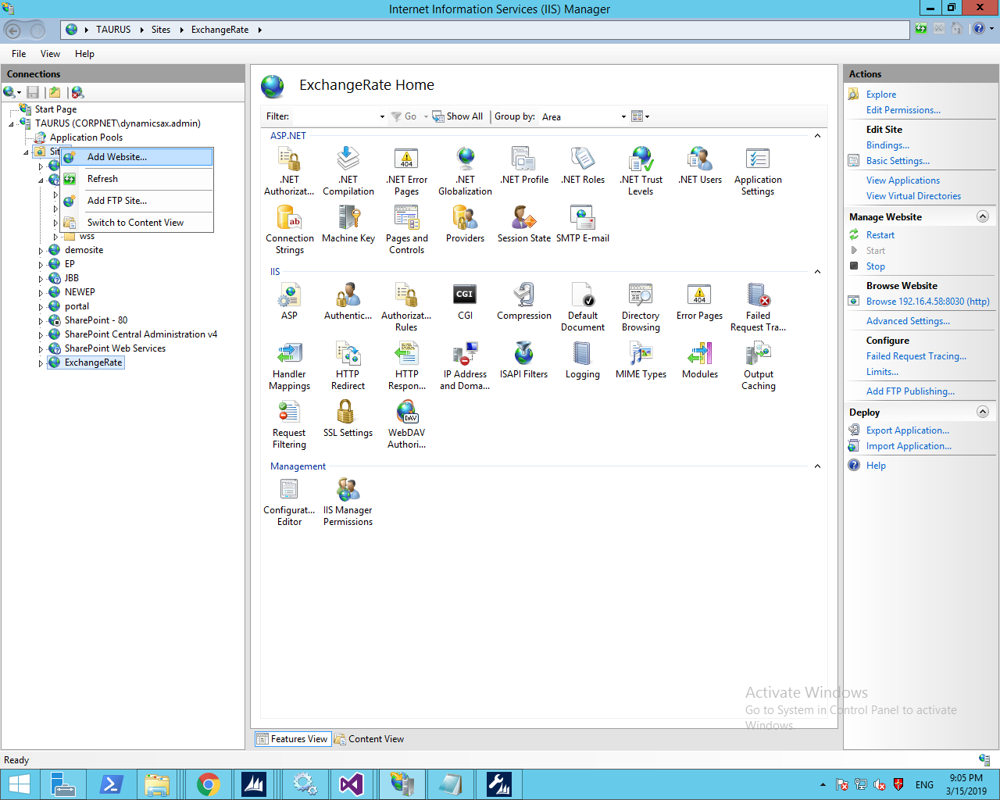 Internet Information Services (IIS) Manager
TAURUS
Sites
ExchangeRate
File
View
Help
Connections
Start Page
TAURUS (CORPNET\dynamicsax.admin)
Application Pools
Add Website...
Refresh
Add FTP Site...
Switch to Content View
wss
demosite
EP
JBB
NEWEP
portal
SharePoint - 80
SharePoint Central Administration v4
SharePoint Web Services
ExchangeRate
ExchangeRate Home
Filter:
Go
Show All
Group by:
Area
ASP.NET
.NET Authorizat...
.NET Compilation
.NET Error Pages
.NET Globalization
.NET Profile
.NET Roles
.NET Trust Levels
.NET Users
Application Settings
Connection Strings
Machine Key
Pages and Controls
Providers
Session State
SMTP E-mail
IIS
ASP
Authentic...
Authorizat... Rules
CGI
Compression
Default Document
Directory Browsing
Error Pages
Failed Request Tra...
Handler Mappings
HTTP Redirect
HTTP Respon...
IP Address and Doma...
ISAPI Filters
Logging
MIME Types
Modules
Output Caching
Request Filtering
SSL Settings
WebDAV Authori...
Management
Configurat... Editor
IIS Manager Permissions
Features View
Content View
Actions
Explore
Edit Permissions...
Edit Site
Bindings...
Basic Settings...
View Applications
View Virtual Directories
Manage Website
Restart
Start
Stop
Browse Website
Browse 192.16.4.58:8030 (http)
Advanced Settings...
Configure
Failed Request Tracing...
Limits...
Add FTP Publishing...
Deploy
Export Application...
Import Application...
Help
Activate Windows
Go to System in Control Panel to activate
Windows.
Ready
ENG
9:05 PM
3/15/2019